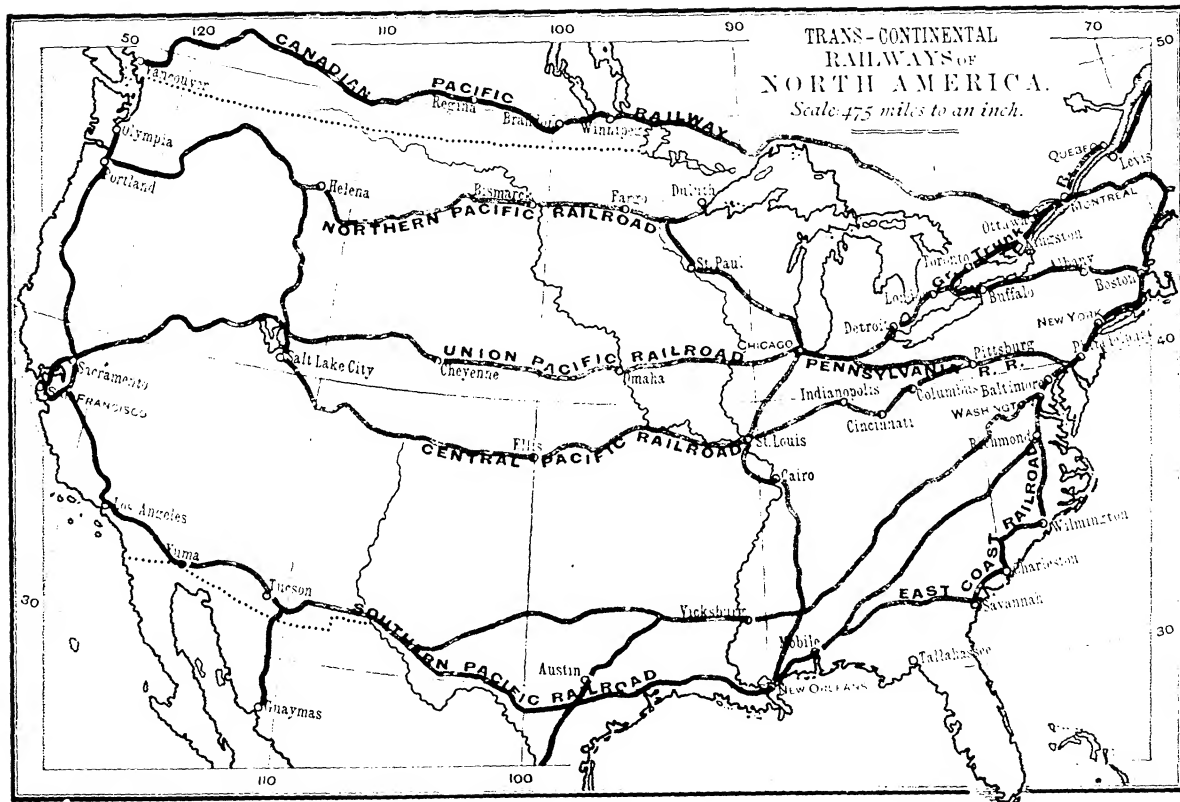 50
120
110
100
90
70
50
TRANS-CONTINENTAL
RAILWAYS OF
NORTH AMERICA.
Scale 475 miles to an inch.
CANADIAN PACIFIC RAILWAY
Vancouver
Regina
Brandon
Winnipeg
Olympia
Portland
Helena
Bismarck
Fargo
Duluth
NORTHERN PACIFIC RAILROAD
QUEBEC
Levis
MONTREAL
Ottawa
Kingston
Toronto
Grd. Trunk R.
St. Paul
Albany
Boston
Buffalo
Detroit
NEW YORK
CHICAGO
40
UNION PACIFIC RAILROAD
PENNSYLVANIA R. R.
Pittsburg
Philadelphia
Salt Lake City
Cheyenne
Omaha
Sacramento
S. FRANCISCO
Indianopolis
Columbus
Baltimore
Cincinnati
WASHINGTON
Richmond
Ellis
CENTRAL PACIFIC RAILROAD
St. Louis
Cairo
Los Angeles
Yuma
Tucson
Wilmington
Charleston
Savannah
EAST COAST RAILROAD
30
30
Vicksburg
SOUTHERN PACIFIC RAILROAD
Austin
Mobile
Tallahassee
NEW ORLEANS
Guaymas
110
100